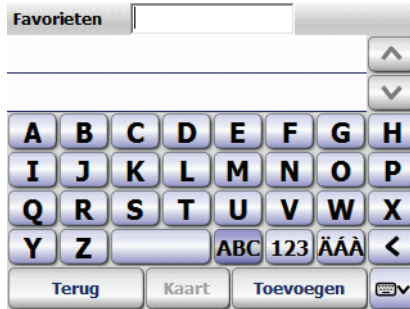 Favorieten
A B C D E F G H
I J K L M N O P
Q R S T U V W X
Y Z ABC 123 ÄÁÀ <
Terug Kaart Toevoegen